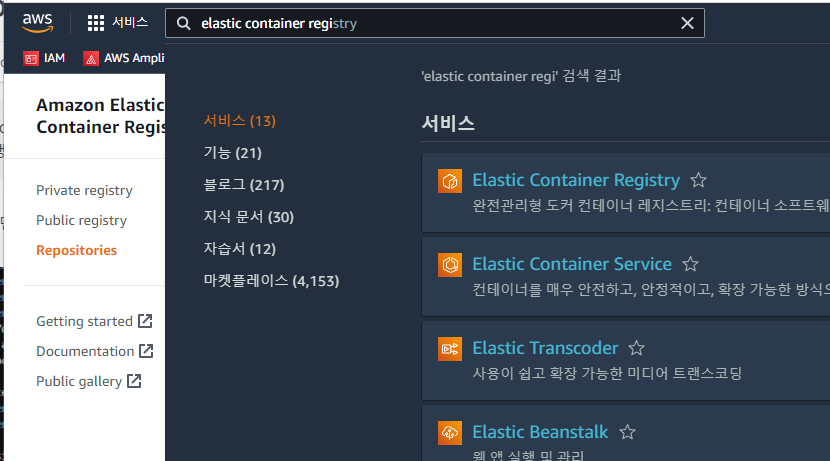 aws
서비스
elastic container registry
IAM
AWS Ampli
'elastic container regi' 검색 결과
Amazon Elastic
Container Regis
Private registry
Public registry
Repositories
Getting started
Documentation
Public gallery
서비스 (13)
기능 (21)
블로그 (217)
지식 문서 (30)
자습서 (12)
마켓플레이스 (4,153)
서비스
Elastic Container Registry
완전관리형 도커 컨테이너 레지스트리: 컨테이너 소프트웨
Elastic Container Service
컨테이너를 매우 안전하고, 안정적이고, 확장 가능한 방식으
Elastic Transcoder
사용이 쉽고 확장 가능한 미디어 트랜스코딩
Elastic Beanstalk
웹 앱 실행 및 관리